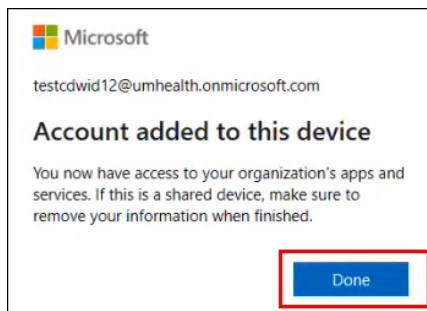 Microsoft
testcdwid12@umhealth.onmicrosoft.com
Account added to this device
You now have access to your organization's apps and
services. If this is a shared device, make sure to
remove your information when finished.
Done